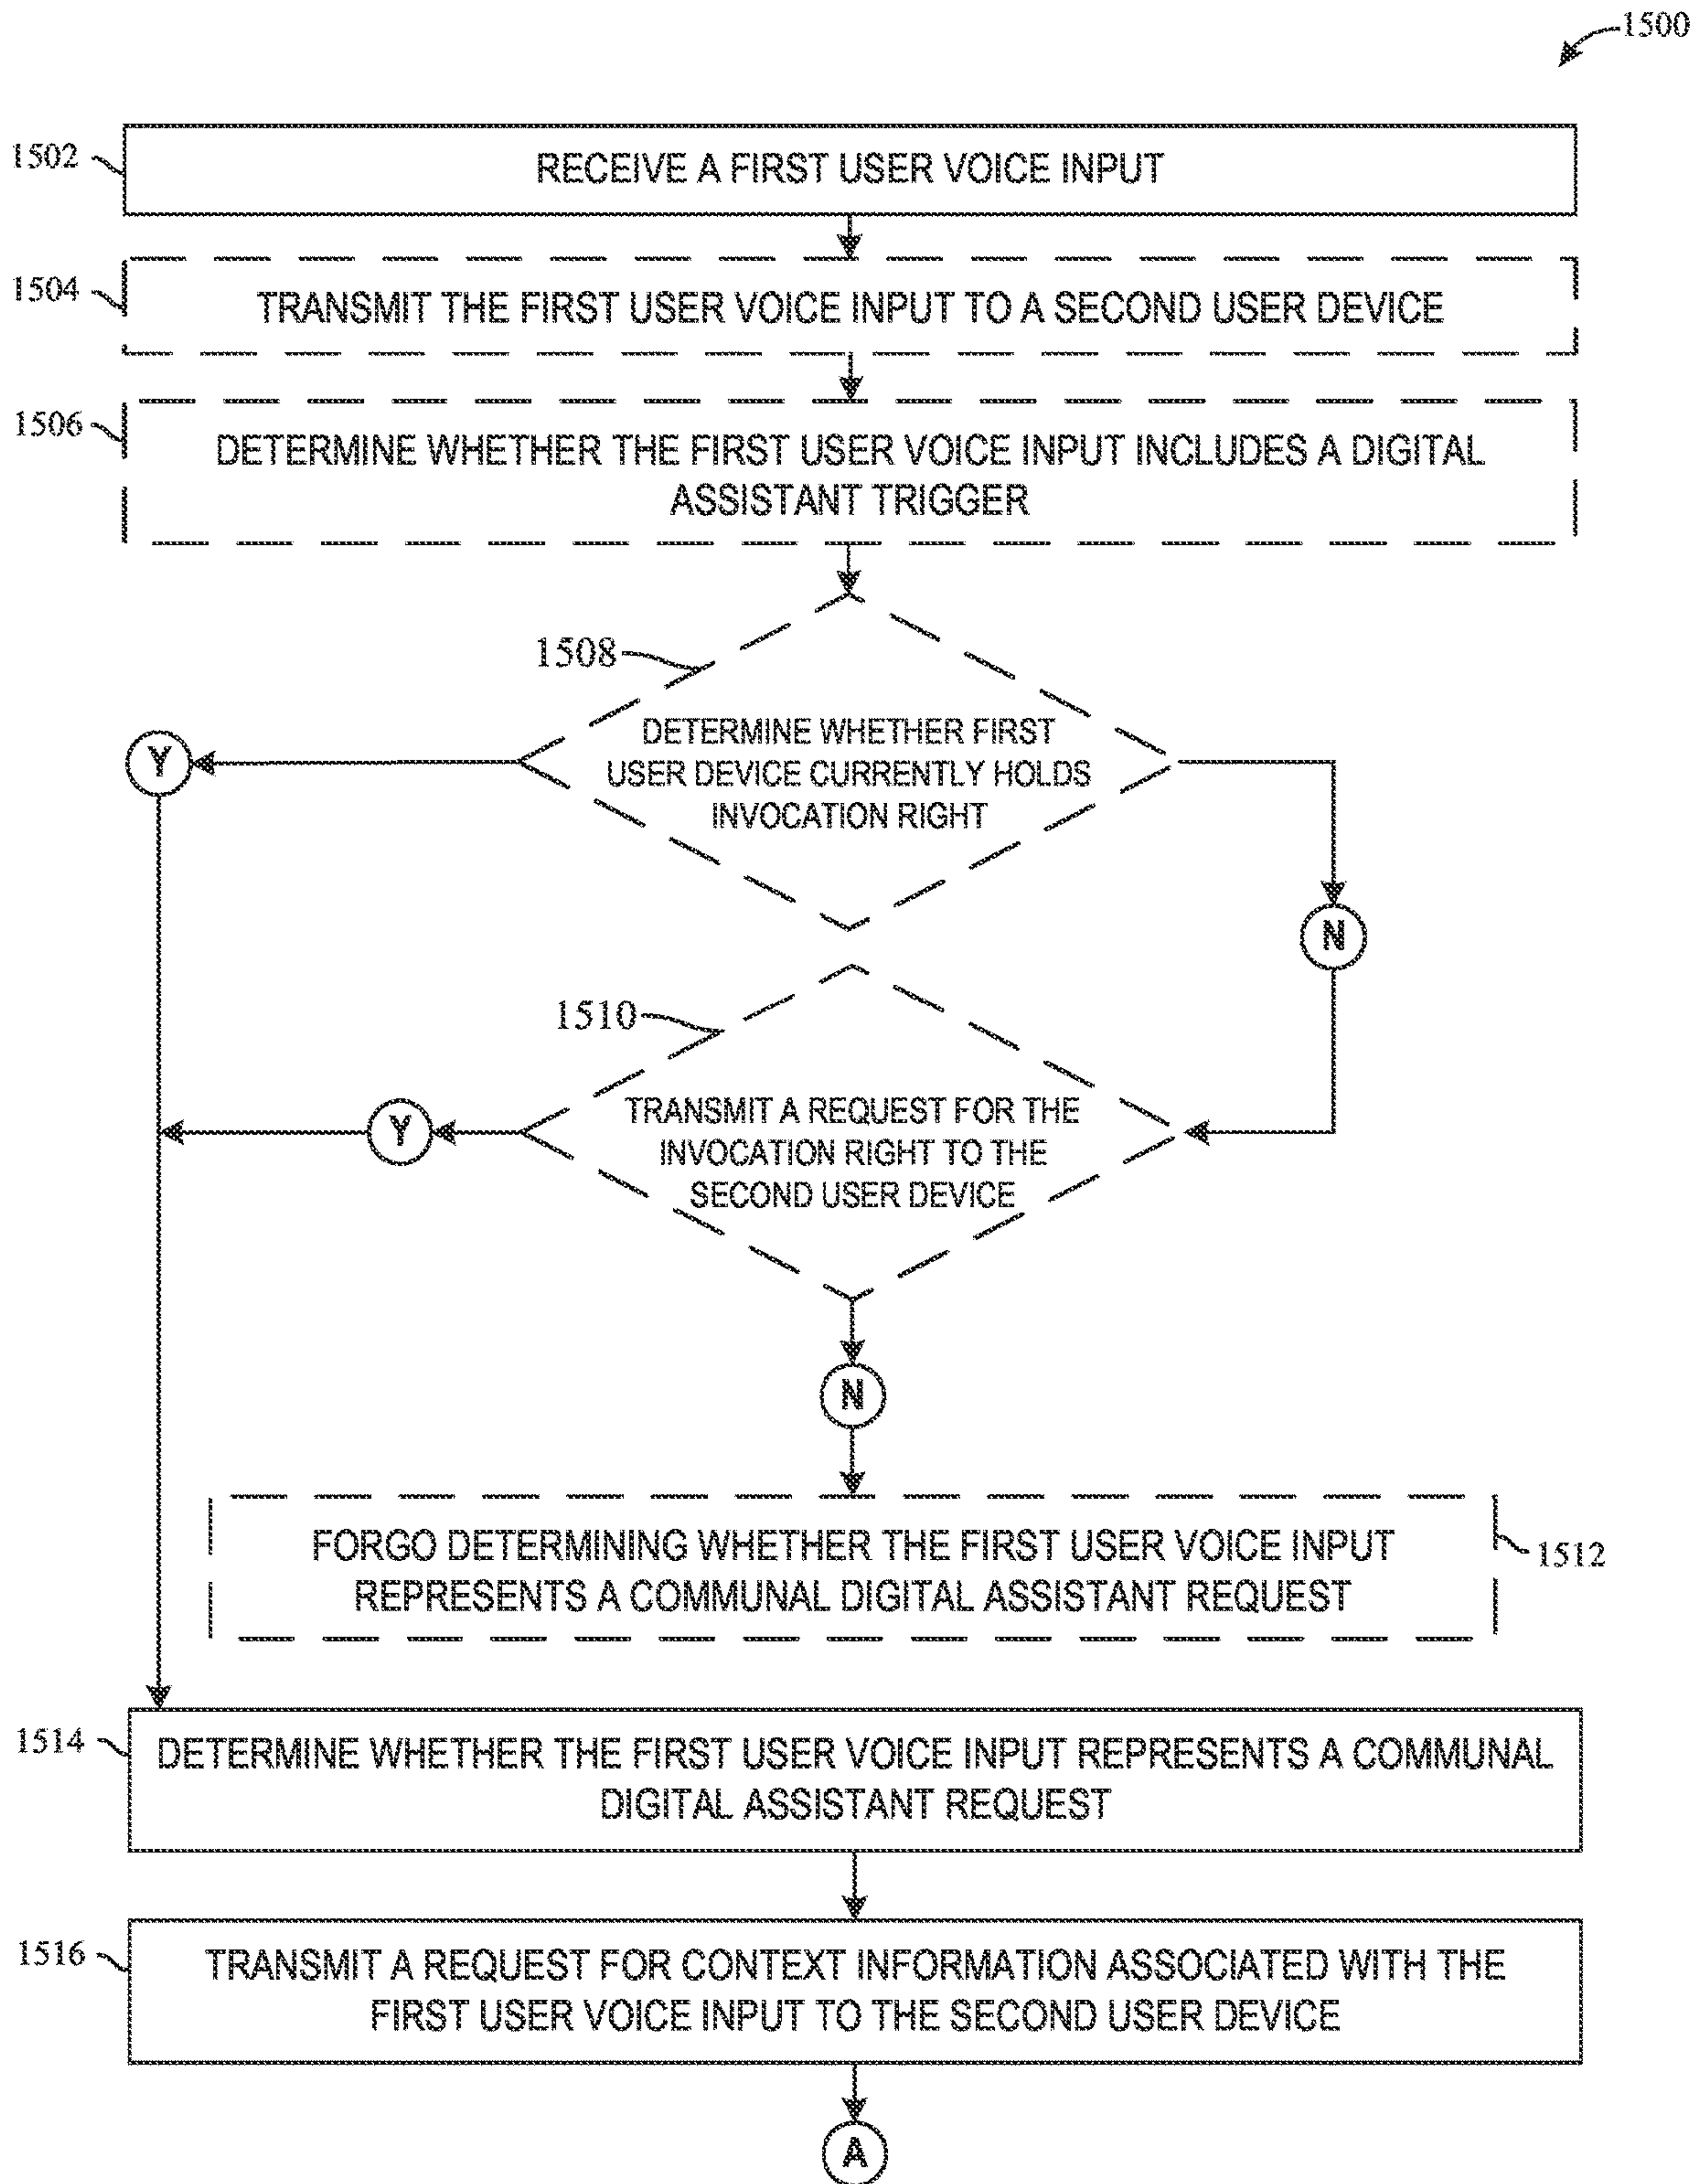 1500
1502
RECEIVE A FIRST USER VOICE INPUT
1504
TRANSMIT THE FIRST USER VOICE INPUT TO A SECOND USER DEVICE
1506
DETERMINE WHETHER THE FIRST USER VOICE INPUT INCLUDES A DIGITAL
ASSISTANT TRIGGER
1508
DETERMINE WHETHER FIRST
USER DEVICE CURRENTLY HOLDS
INVOCATION RIGHT
Y
N
1510
TRANSMIT A REQUEST FOR THE
INVOCATION RIGHT TO THE
SECOND USER DEVICE
Y
N
FORGO DETERMINING WHETHER THE FIRST USER VOICE INPUT
REPRESENTS A COMMUNAL DIGITAL ASSISTANT REQUEST
1512
1514
DETERMINE WHETHER THE FIRST USER VOICE INPUT REPRESENTS A COMMUNAL
DIGITAL ASSISTANT REQUEST
1516
TRANSMIT A REQUEST FOR CONTEXT INFORMATION ASSOCIATED WITH THE
FIRST USER VOICE INPUT TO THE SECOND USER DEVICE
A